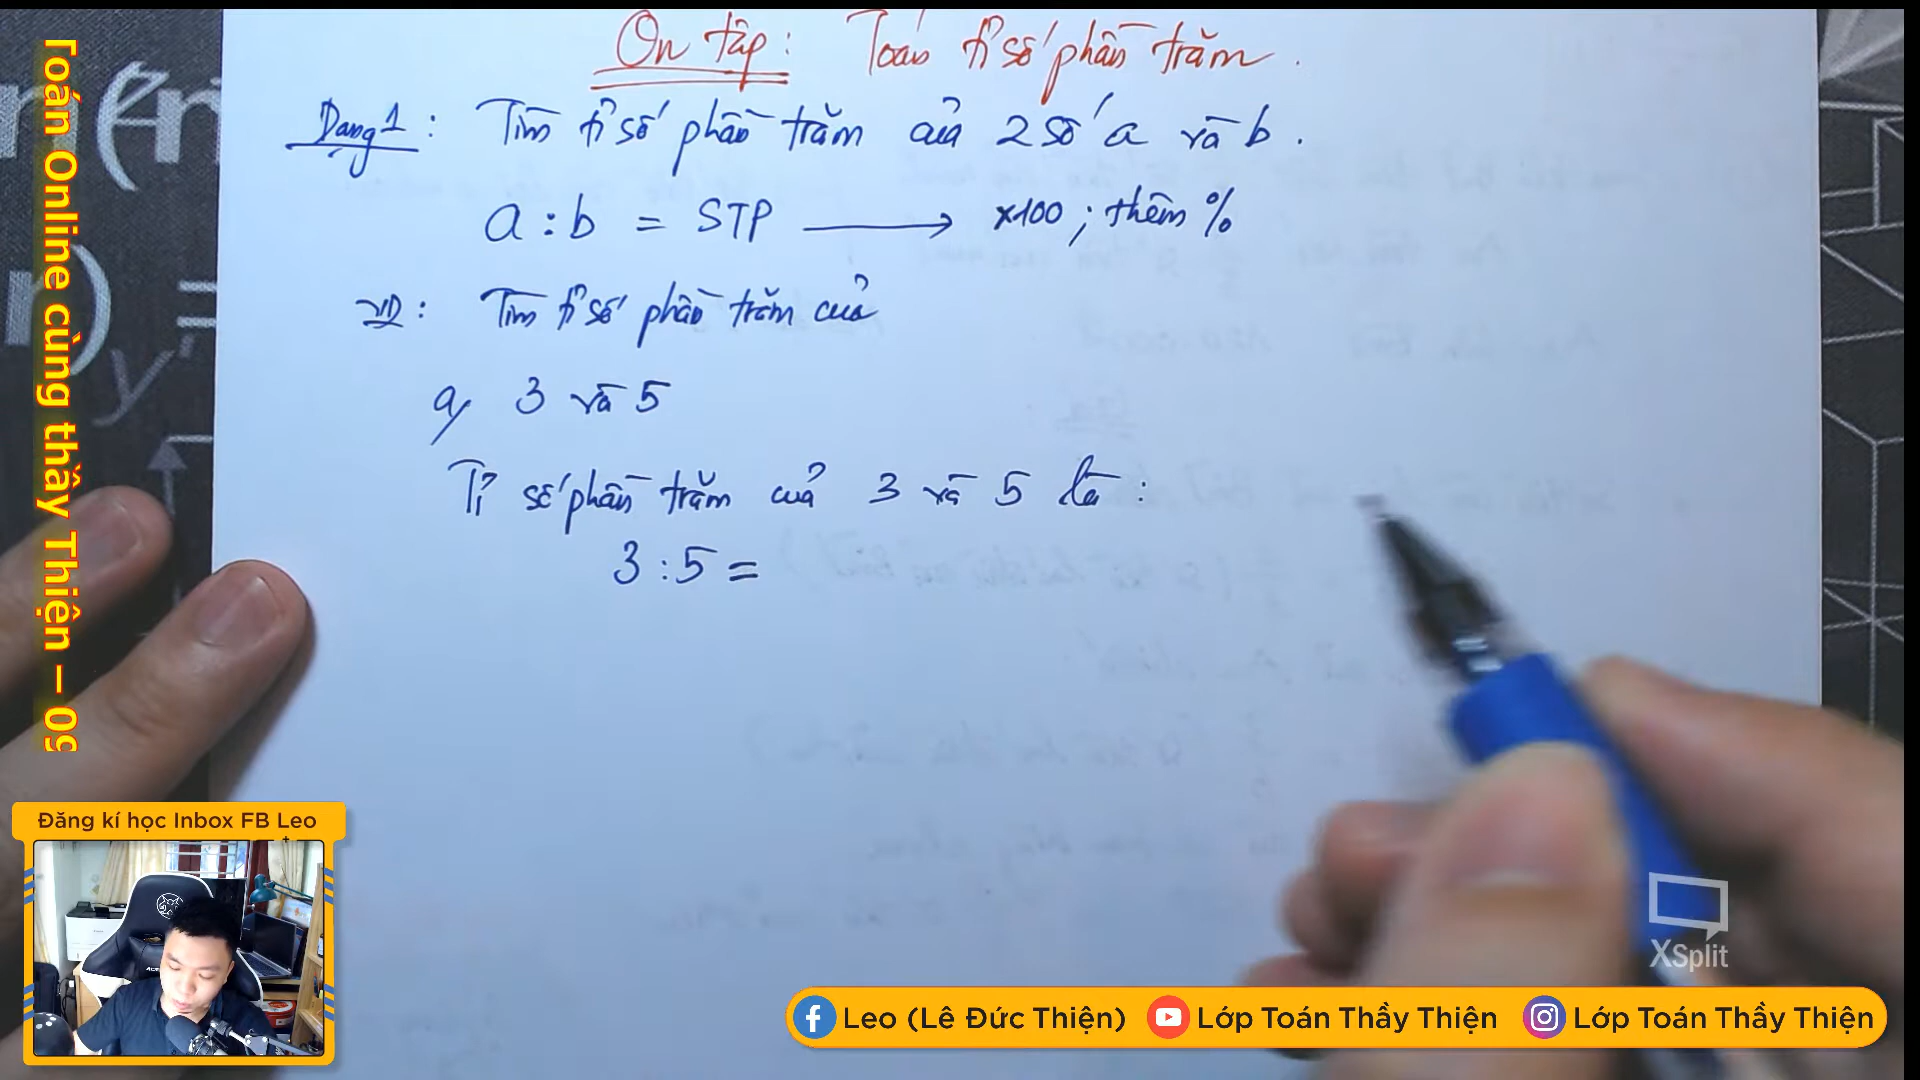 Ôn tập: Toán tỉ số phần trăm.
Dạng 1: Tìm tỉ số phần trăm của 2 số a và b.
a : b = STP ⟶ x100 ; thêm %
VD: Tìm tỉ số phần trăm của
a, 3 và 5
Tỉ số phần trăm của 3 và 5 là:
3 : 5 =
Toán Online cùng thầy Thiện – 09
Đăng kí học Inbox FB Leo
XSplit
Leo (Lê Đức Thiện) Lớp Toán Thầy Thiện Lớp Toán Thầy Thiện